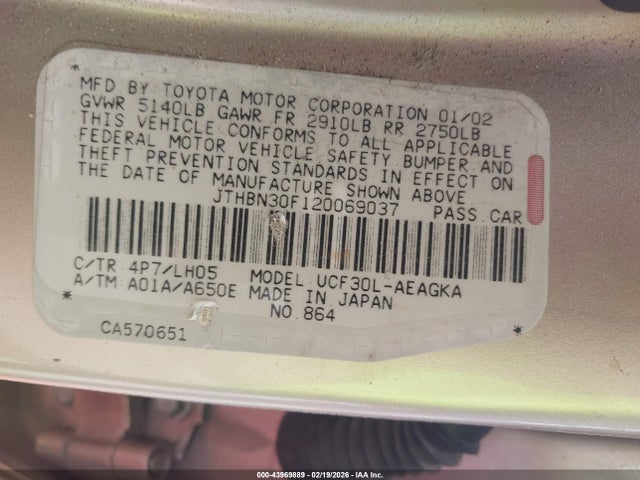 MFD BY TOYOTA MOTOR CORPORATION 01/02
GVWR 5140LB GAWR FR 2910LB RR 2750LB
THIS VEHICLE CONFORMS TO ALL APPLICABLE
FEDERAL MOTOR VEHICLE SAFETY, BUMPER, AND
THEFT PREVENTION STANDARDS IN EFFECT ON
THE DATE OF MANUFACTURE SHOWN ABOVE
JTHBN30F120069037 PASS. CAR
C/TR 4P7/LH05 MODEL UCF30L-AEAGKA
A/TM A01A/A650E MADE IN JAPAN
NO. 864
CA570651
000-43969889 - 02/19/2026 - IAA Inc.